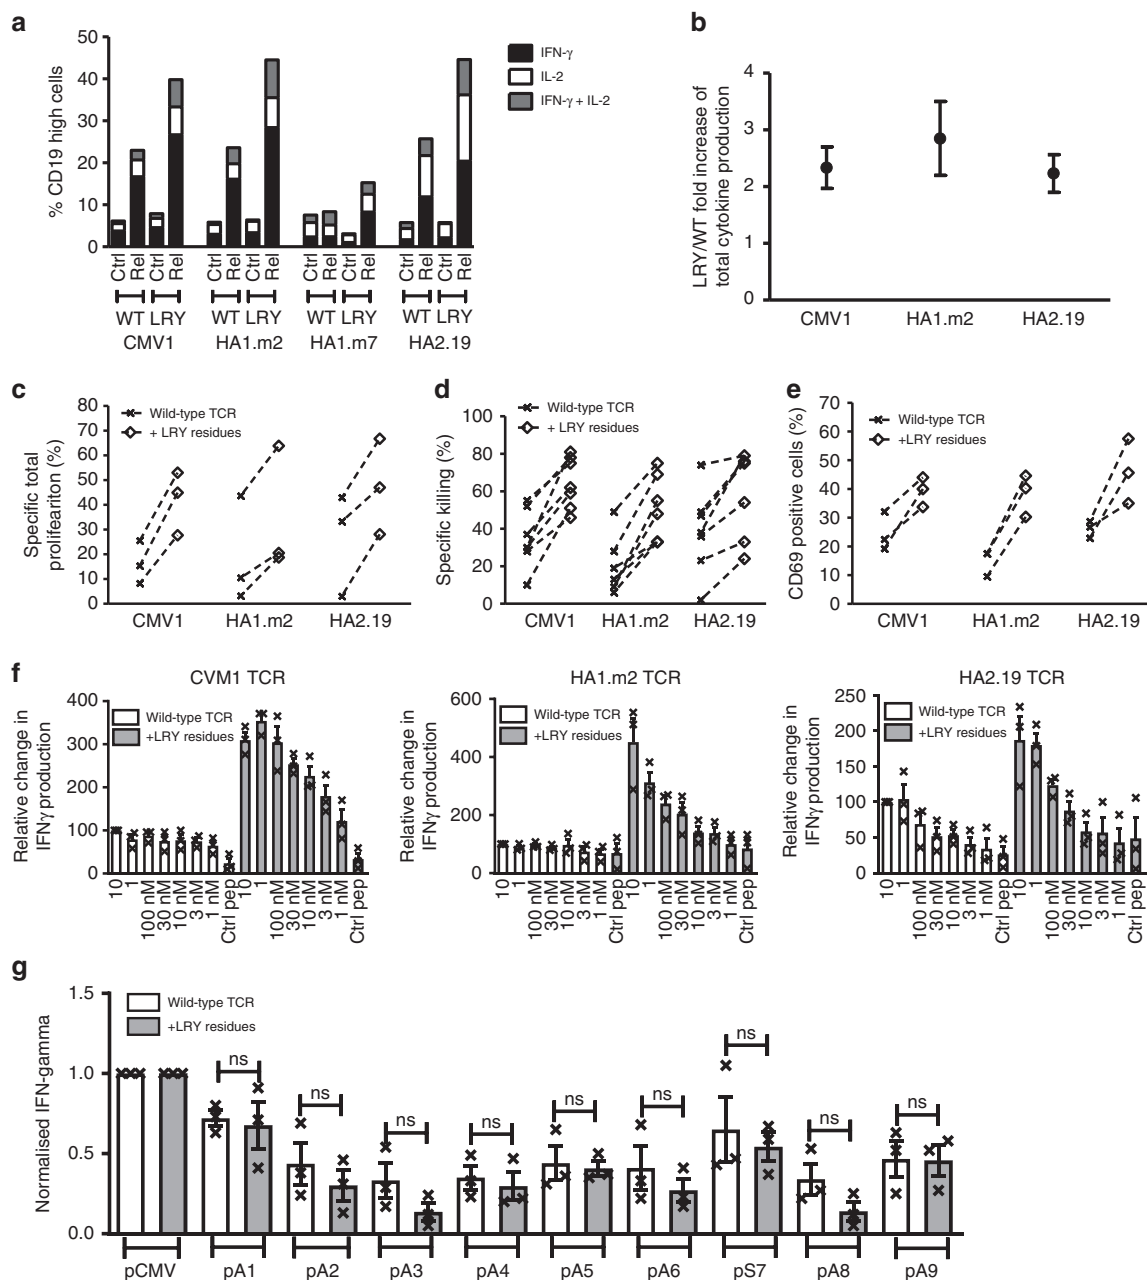 a
% CD19 high cells
50
40
30
20
10
0
IFN-γ
IL-2
IFN-γ + IL-2
Ctrl Rel Ctrl Rel Ctrl Rel Ctrl Rel Ctrl Rel Ctrl Rel Ctrl Rel Ctrl Rel
WT LRY WT LRY WT LRY WT LRY
CMV1 HA1.m2 HA1.m7 HA2.19
b
LRY/WT fold increase of
total cytokine production
4
3
2
1
0
CMV1 HA1.m2 HA2.19
c
Specific total
prolifeariton (%)
80
70
60
50
40
30
20
10
0
Wild-type TCR
+ LRY residues
CMV1 HA1.m2 HA2.19
d
Specific killing (%)
100
80
60
40
20
0
Wild-type TCR
+ LRY residues
CMV1 HA1.m2 HA2.19
e
CD69 positive cells (%)
70
60
50
40
30
20
10
0
Wild-type TCR
+LRY residues
CMV1 HA1.m2 HA2.19
f
CVM1 TCR
Relative change in
IFNγ production
400
300
200
100
0
Wild-type TCR
+LRY residues
10 1 100 nM 30 nM 10 nM 3 nM 1 nM Ctrl pep 10 1 100 nM 30 nM 10 nM 3 nM 1 nM Ctrl pep
HA1.m2 TCR
Relative change in
IFNγ production
600
400
200
0
Wild-type TCR
+LRY residues
10 1 100 nM 30 nM 10 nM 3 nM 1 nM Ctrl pep 10 1 100 nM 30 nM 10 nM 3 nM 1 nM Ctrl pep
HA2.19 TCR
Relative change in
IFNγ production
250
200
150
100
50
0
Wild-type TCR
+LRY residues
10 1 100 nM 30 nM 10 nM 3 nM 1 nM Ctrl pep 10 1 100 nM 30 nM 10 nM 3 nM 1 nM Ctrl pep
g
Normalised IFN-gamma
1.5
1.0
0.5
0.0
Wild-type TCR
+LRY residues
ns ns ns ns ns ns ns ns ns
pCMV pA1 pA2 pA3 pA4 pA5 pA6 pS7 pA8 pA9